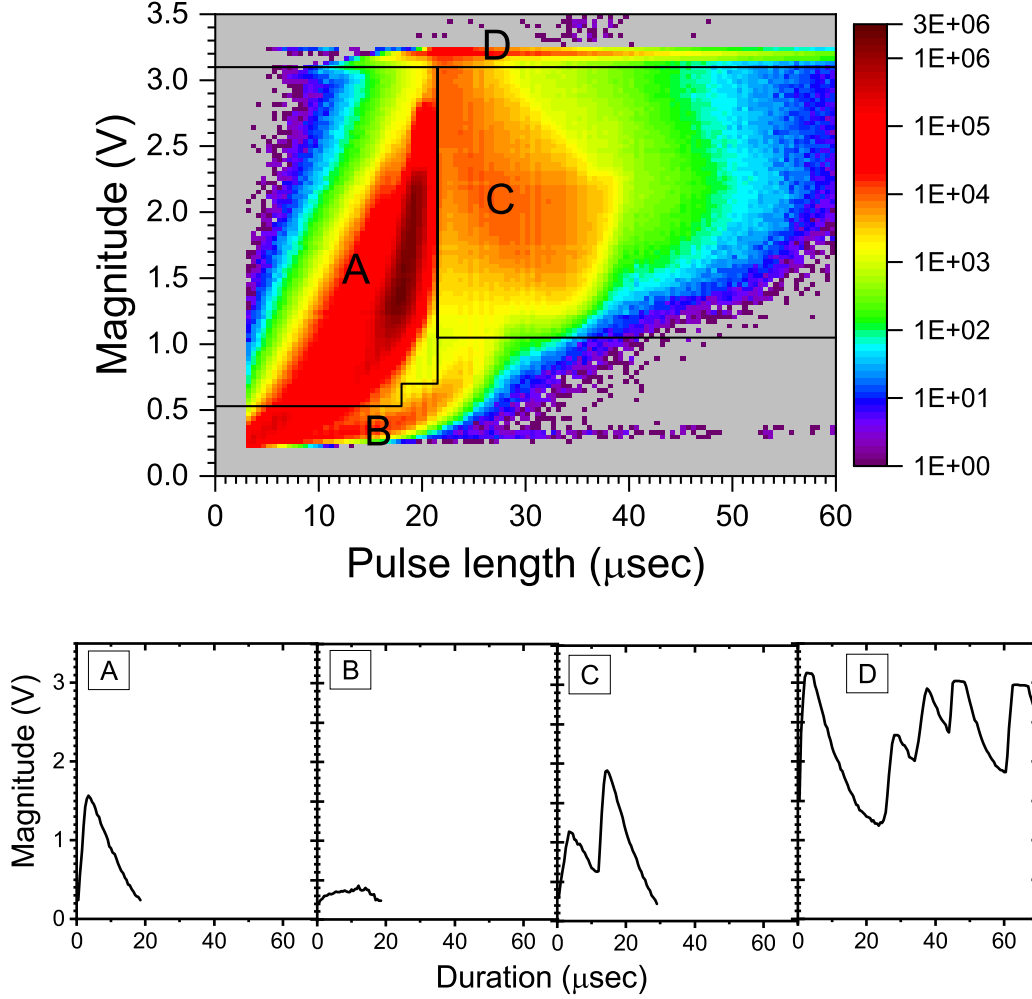 3.5
3.0
2.5
2.0
1.5
1.0
0.5
0.0
Magnitude (V)
D
C
A
B
0 10 20 30 40 50 60
Pulse length (μsec)
3E+06
1E+06
1E+05
1E+04
1E+03
1E+02
1E+01
1E+00
A
B
C
D
3
2
1
0
Magnitude (V)
0 20 40 60
0 20 40 60
0 20 40 60
0 20 40 60
Duration (μsec)